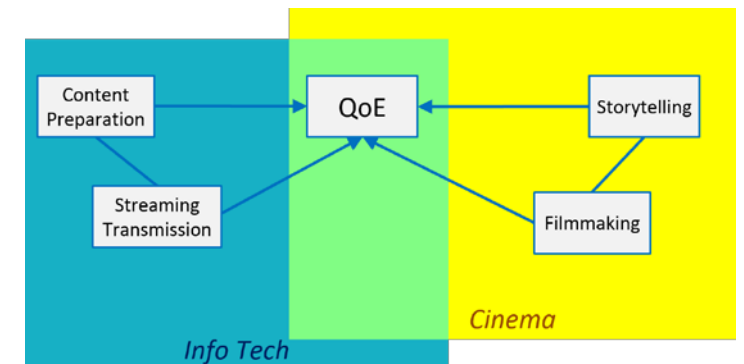 Content
Preparation
QoE
Storytelling
Streaming
Transmission
Filmmaking
Cinema
Info Tech